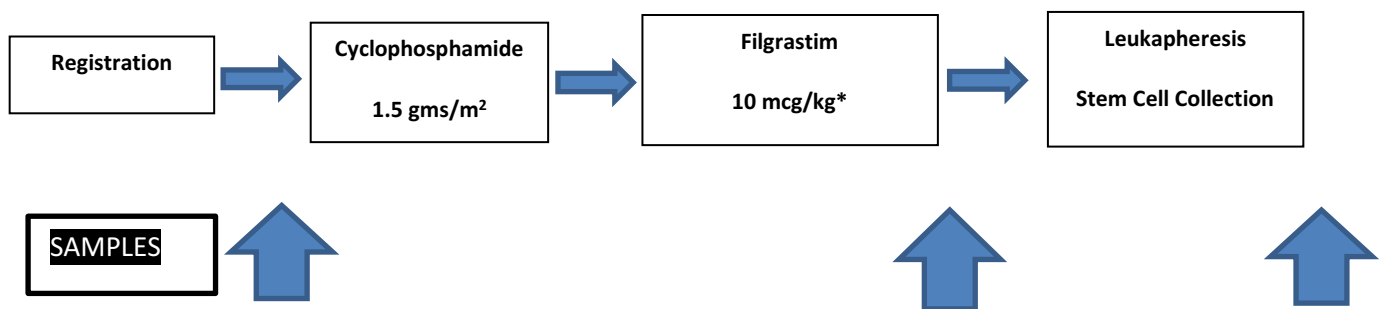 Registration
Cyclophosphamide
1.5 gms/m²
Filgrastim
10 mcg/kg*
Leukapheresis
Stem Cell Collection
SAMPLES